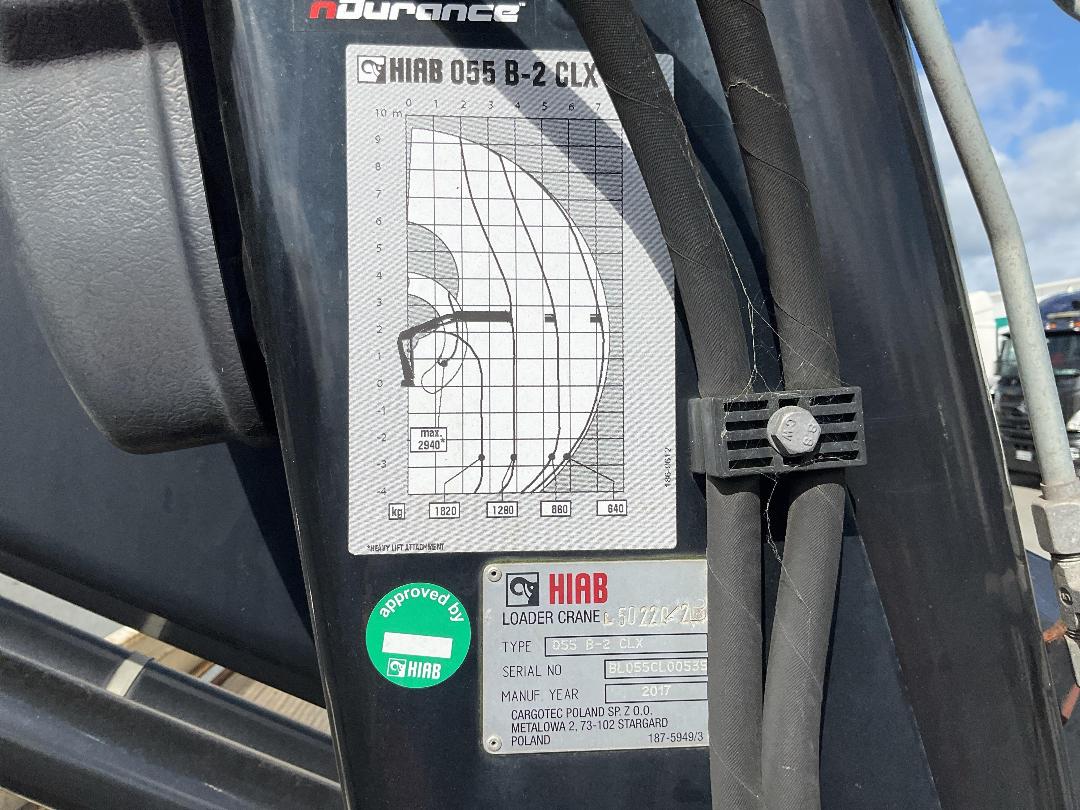 nDurance
HIAB 055 B-2 CLX
0 1 2 3 4 5 6 7
10 m
9
8
7
6
5
4
3
2
1
0
-1
-2
-3
-4
max.
2940*
kg 1820 1280 860 640
*HEAVY LIFT ATTACHMENT
approved by
HIAB
HIAB
LOADER CRANE
TYPE 055 B-2 CLX
SERIAL NO BL055CL00535
MANUF. YEAR 2017
CARGOTEC POLAND SP. Z O.O.
METALOWA 2, 73-102 STARGARD
POLAND 187-5949/3
8.8